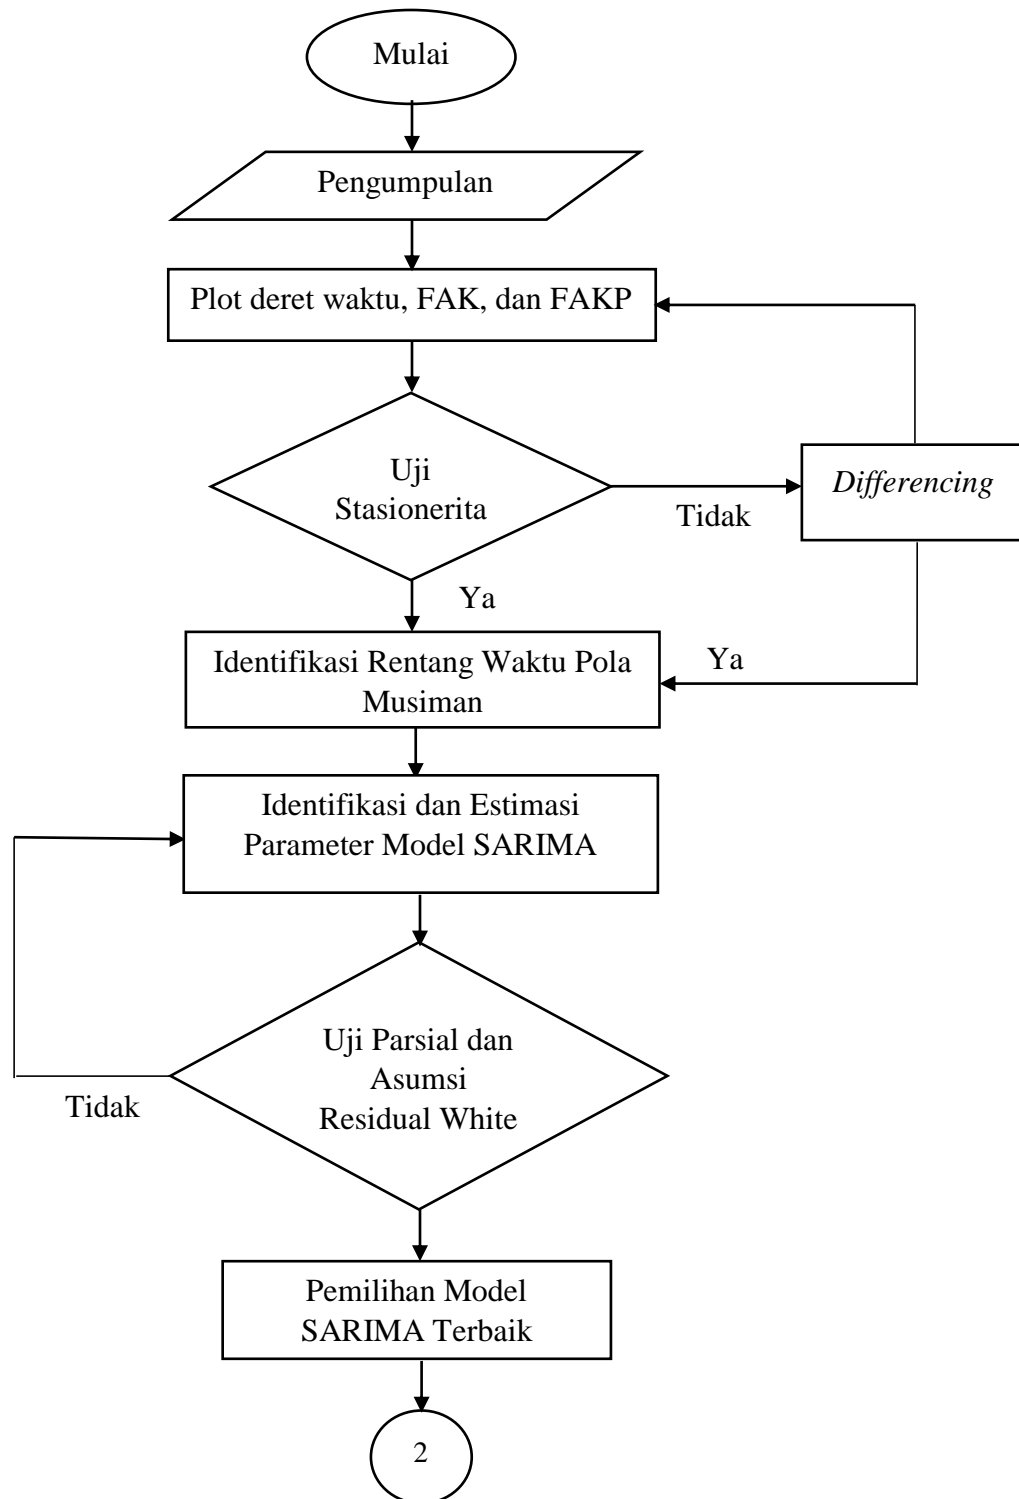 Mulai
Pengumpulan
Plot deret waktu, FAK, dan FAKP
Uji
Stasionerita
Tidak
Differencing
Ya
Identifikasi Rentang Waktu Pola
Musiman
Ya
Identifikasi dan Estimasi
Parameter Model SARIMA
Uji Parsial dan
Asumsi
Residual White
Tidak
Pemilihan Model
SARIMA Terbaik
2